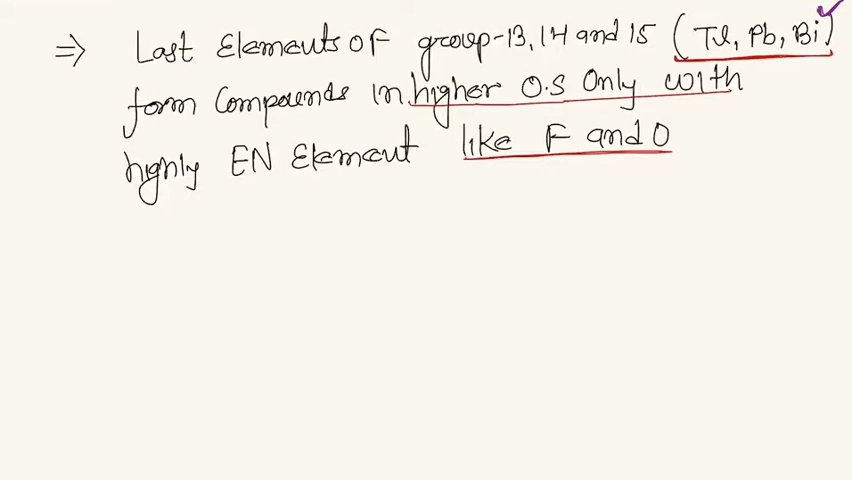 ⇒ Last Elements of group-13, 14 and 15 (Tl, Pb, Bi)
form Compounds in higher O.S Only with
highly EN Element like F and O